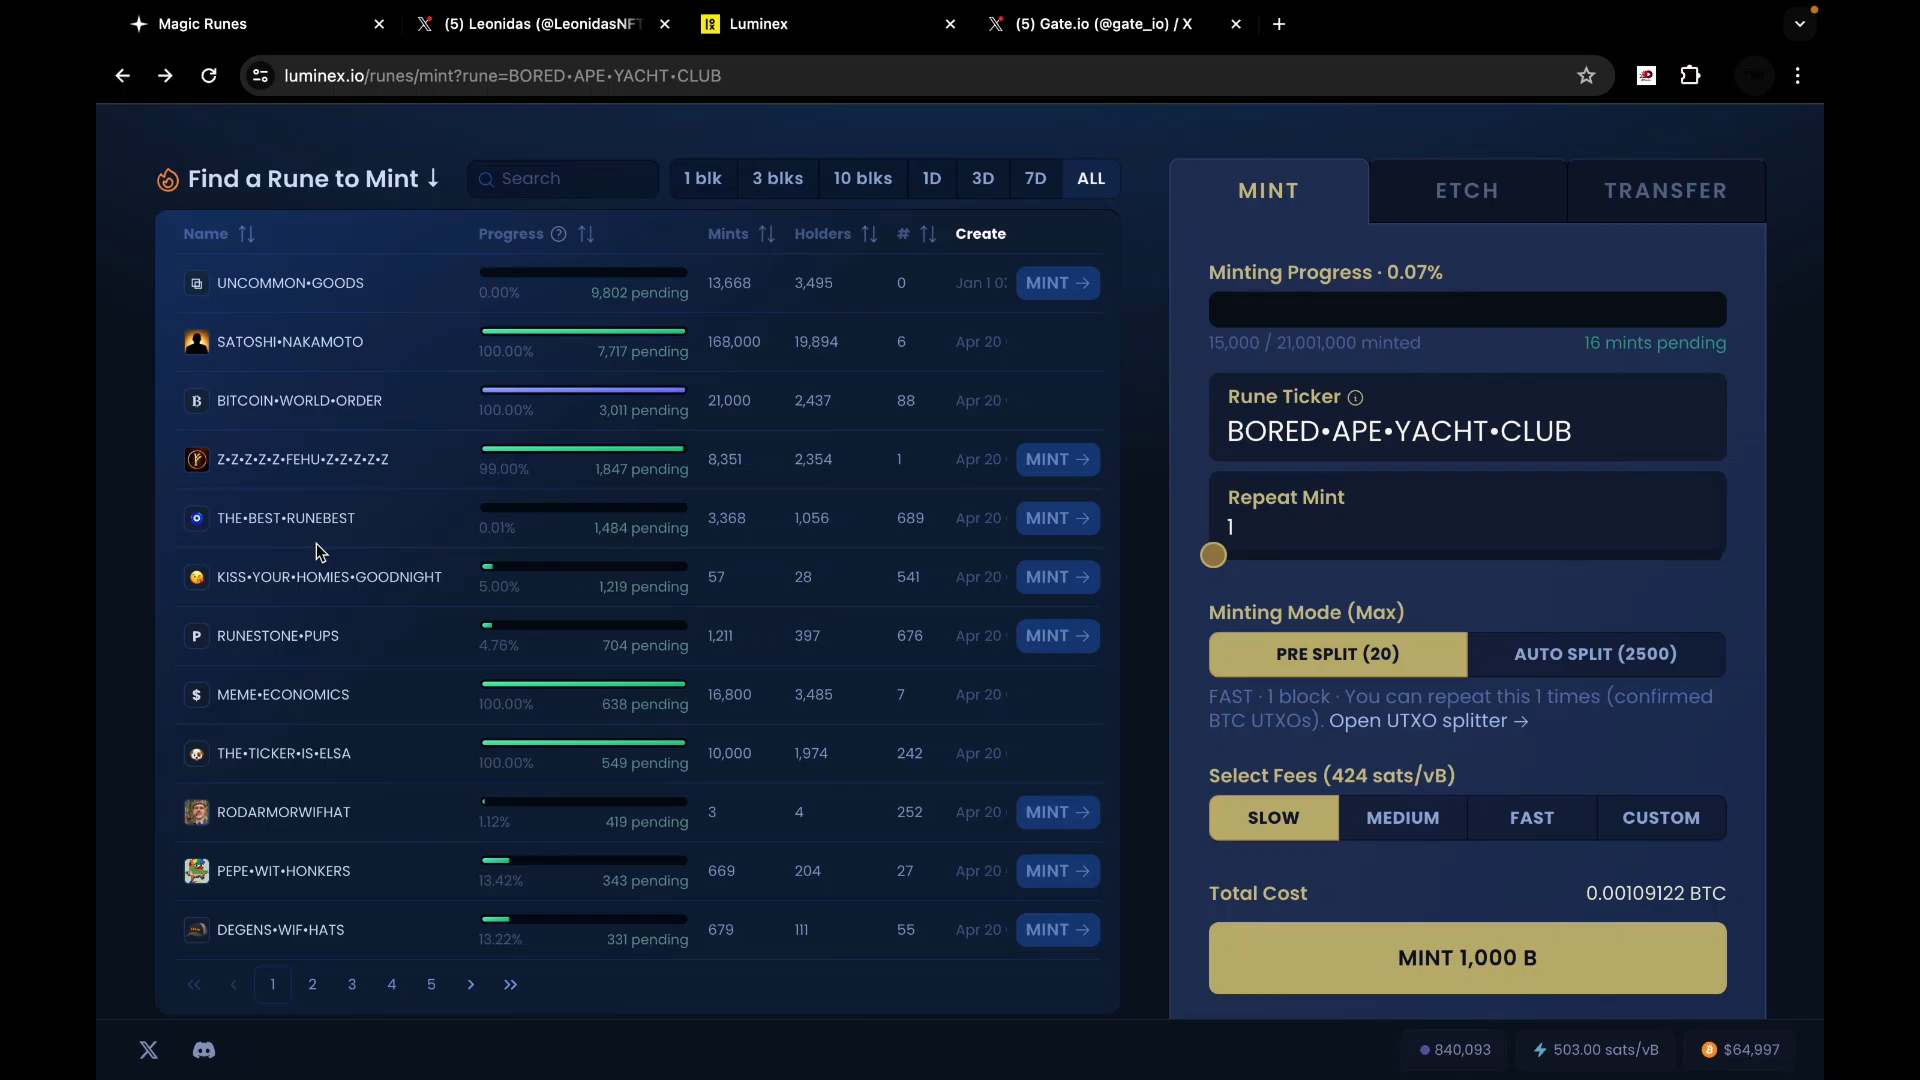 Magic Runes
(5) Leonidas (@LeonidasNFT
Luminex
(5) Gate.io (@gate_io) / X
luminex.io/runes/mint?rune=BORED•APE•YACHT•CLUB
Find a Rune to Mint ↓
Search
1 blk 3 blks 10 blks 1D 3D 7D ALL
MINT ETCH TRANSFER
Name Progress Mints Holders # Create
UNCOMMON•GOODS 0.00% 9,802 pending 13,668 3,495 0 Jan 1 03 MINT →
SATOSHI•NAKAMOTO 100.00% 7,717 pending 168,000 19,894 6 Apr 20
BITCOIN•WORLD•ORDER 100.00% 3,011 pending 21,000 2,437 88 Apr 20
Z•Z•Z•Z•Z•FEHU•Z•Z•Z•Z•Z 99.00% 1,847 pending 8,351 2,354 1 Apr 20 MINT →
THE•BEST•RUNEBEST 0.01% 1,484 pending 3,368 1,056 689 Apr 20 MINT →
KISS•YOUR•HOMIES•GOODNIGHT 5.00% 1,219 pending 57 28 541 Apr 20 MINT →
P RUNESTONE•PUPS 4.76% 704 pending 1,211 397 676 Apr 20 MINT →
$ MEME•ECONOMICS 100.00% 638 pending 16,800 3,485 7 Apr 20
THE•TICKER•IS•ELSA 100.00% 549 pending 10,000 1,974 242 Apr 20
RODARMORWIFHAT 1.12% 419 pending 3 4 252 Apr 20 MINT →
PEPE•WIT•HONKERS 13.42% 343 pending 669 204 27 Apr 20 MINT →
DEGENS•WIF•HATS 13.22% 331 pending 679 111 55 Apr 20 MINT →
« ‹ 1 2 3 4 5 › »
Minting Progress · 0.07%
15,000 / 21,001,000 minted 16 mints pending
Rune Ticker
BORED•APE•YACHT•CLUB
Repeat Mint
1
Minting Mode (Max)
PRE SPLIT (20) AUTO SPLIT (2500)
FAST · 1 block · You can repeat this 1 times (confirmed
BTC UTXOs). Open UTXO splitter →
Select Fees (424 sats/vB)
SLOW MEDIUM FAST CUSTOM
Total Cost 0.00109122 BTC
MINT 1,000 B
840,093 503.00 sats/vB $64,997